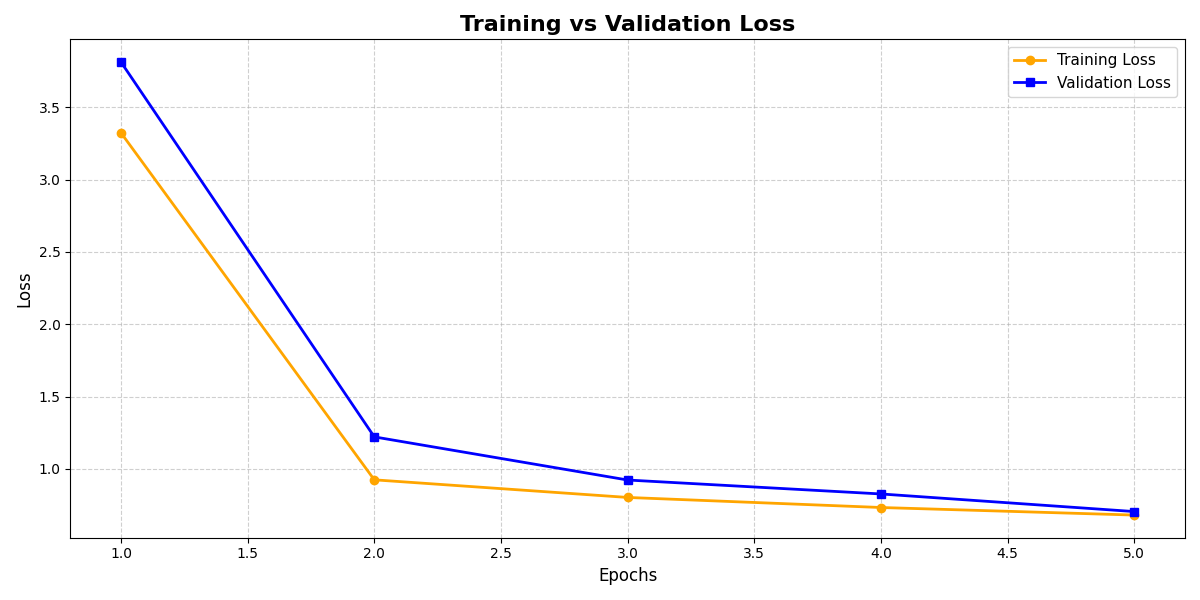 Training vs Validation Loss
Training Loss
Validation Loss
3.5
3.0
2.5
2.0
1.5
1.0
Loss
1.0 1.5 2.0 2.5 3.0 3.5 4.0 4.5 5.0
Epochs